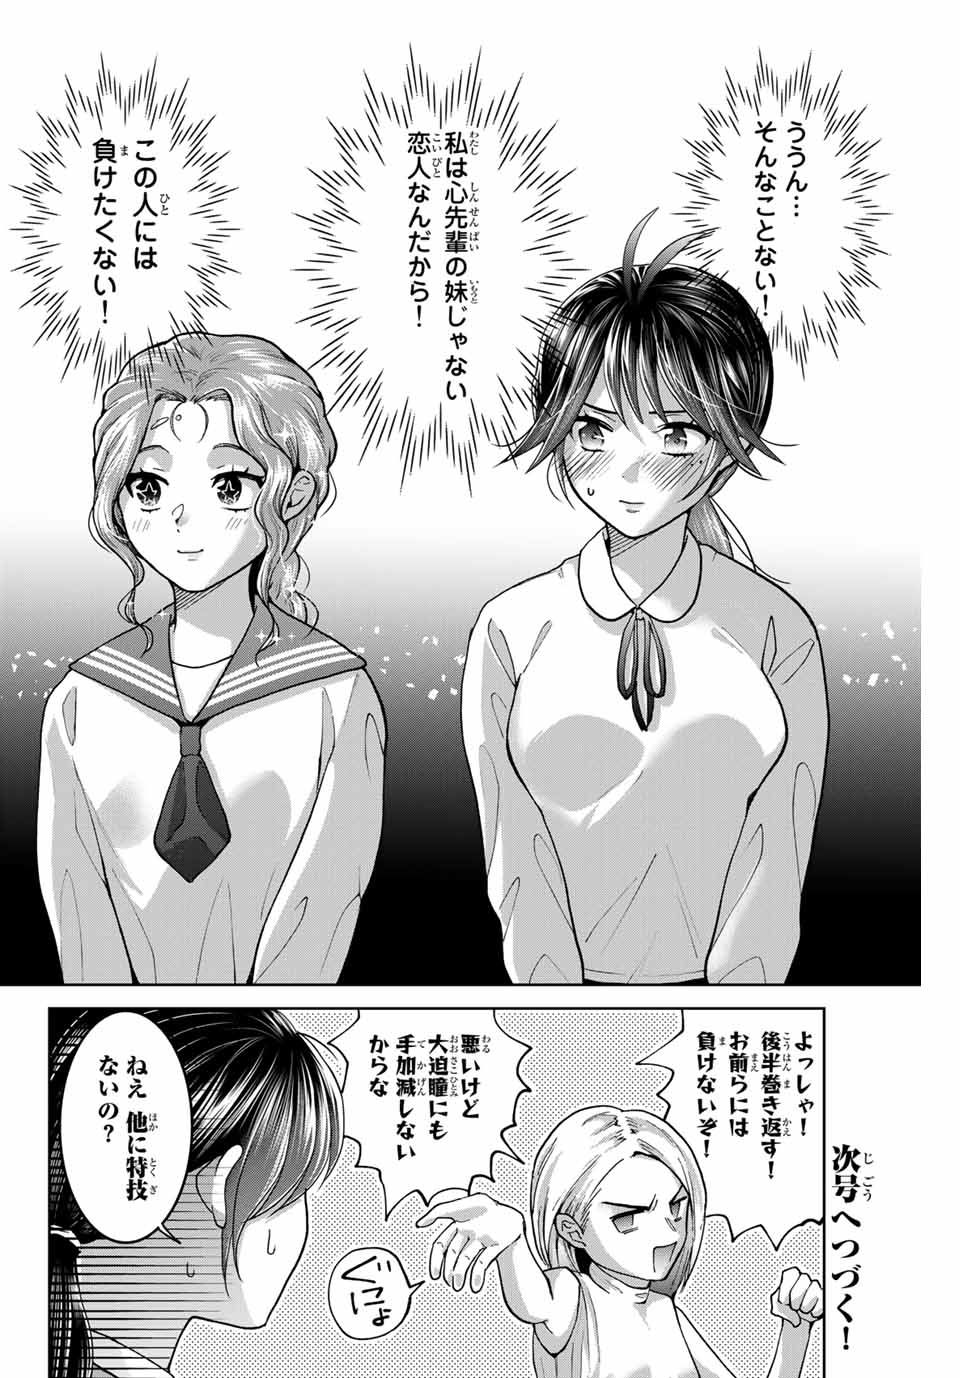 ううん…
そんなことない！
私は心先輩の妹じゃない
恋人なんだから！
この人には
負けたくない！
よっしゃ！
後半巻き返す！
お前らには
負けないぞ！
悪いけど
大迫瞳にも
手加減しない
からな
ぐにょ
ねえ 他に特技
ないの？
次号へつづく！